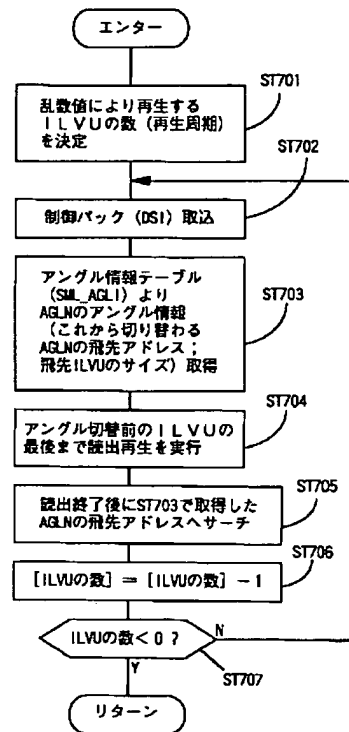 エンター
ST701
乱数値により再生する
ＩＬＶＵの数（再生周期）
を決定
ST702
制御パック（DSI）取込
アングル情報テーブル
（SML_AGLI）より
AGLNのアングル情報
（これから切り替わる
AGLNの飛先アドレス；
飛先ILVUのサイズ）取得
ST703
ST704
アングル切替前のＩＬＶＵの
最後まで読出再生を実行
ST705
読出終了後にST703で取得した
AGLNの飛先アドレスへサーチ
ST706
[ILVUの数]＝[ILVUの数]－1
ILVUの数＜0？
N
Y
ST707
リターン